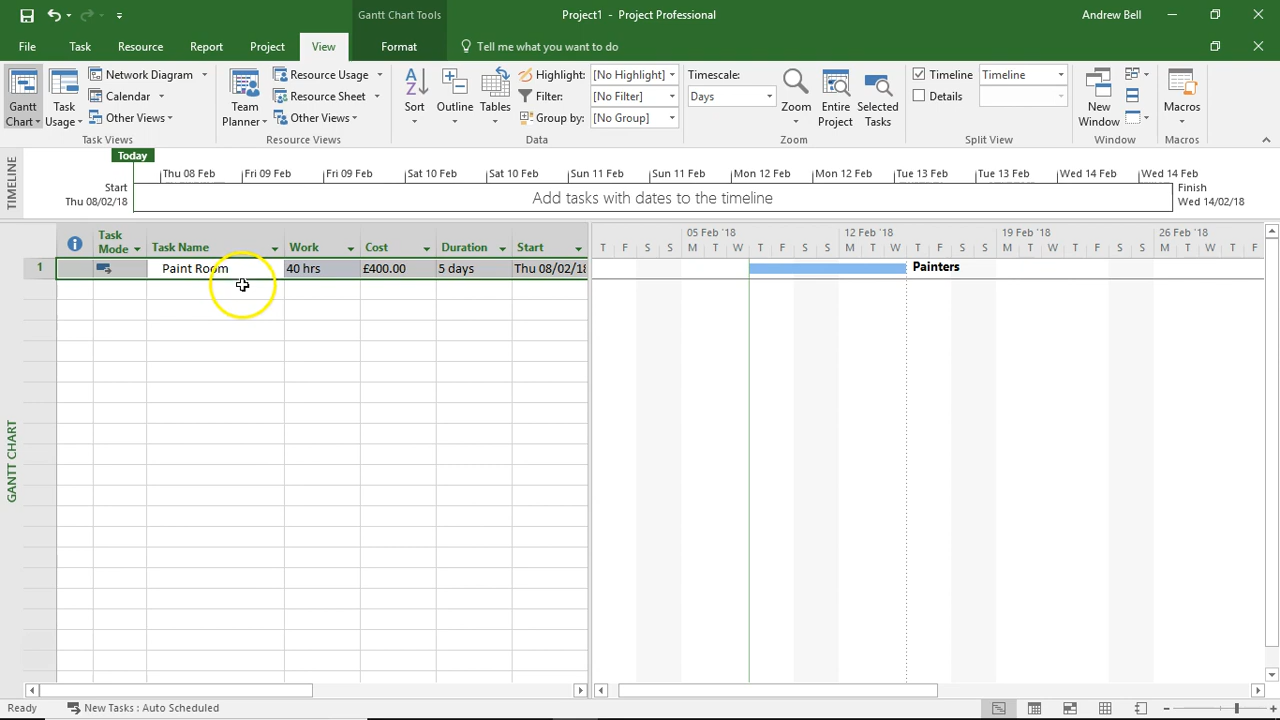 Gantt Chart Tools
Project1 - Project Professional
Andrew Bell
File Task Resource Report Project View Format Tell me what you want to do
Gantt Chart
Task Usage
Network Diagram
Calendar
Other Views
Task Views
Team Planner
Resource Usage
Resource Sheet
Other Views
Resource Views
Sort
Outline
Tables
Highlight: [No Highlight]
Filter: [No Filter]
Group by: [No Group]
Data
Timescale:
Days
Zoom
Entire Project
Selected Tasks
Zoom
Timeline Timeline
Details
Split View
New Window
Window
Macros
Macros
TIMELINE
Today
Start
Thu 08/02/18
Thu 08 Feb Fri 09 Feb Fri 09 Feb Sat 10 Feb Sat 10 Feb Sun 11 Feb Sun 11 Feb Mon 12 Feb Mon 12 Feb Tue 13 Feb Tue 13 Feb Wed 14 Feb Wed 14 Feb
Add tasks with dates to the timeline
Finish
Wed 14/02/18
GANTT CHART
Task Mode Task Name Work Cost Duration Start
1 Paint Room 40 hrs £400.00 5 days Thu 08/02/18
05 Feb '18 12 Feb '18 19 Feb '18 26 Feb '18
T F S S M T W T F S S M T W T F S S M T W T F S S M T W T F
Painters
Ready New Tasks : Auto Scheduled